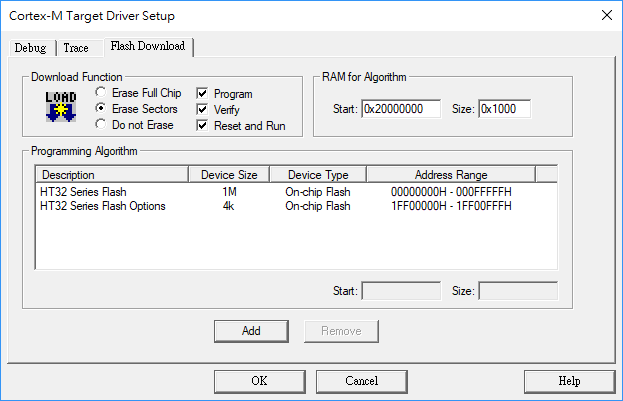 Cortex-M Target Driver Setup
Debug Trace Flash Download
Download Function
LOAD
Erase Full Chip
Erase Sectors
Do not Erase
Program
Verify
Reset and Run
RAM for Algorithm
Start: 0x20000000 Size: 0x1000
Programming Algorithm
Description Device Size Device Type Address Range
HT32 Series Flash 1M On-chip Flash 00000000H - 000FFFFFH
HT32 Series Flash Options 4k On-chip Flash 1FF00000H - 1FF00FFFH
Start: Size:
Add Remove
OK Cancel Help